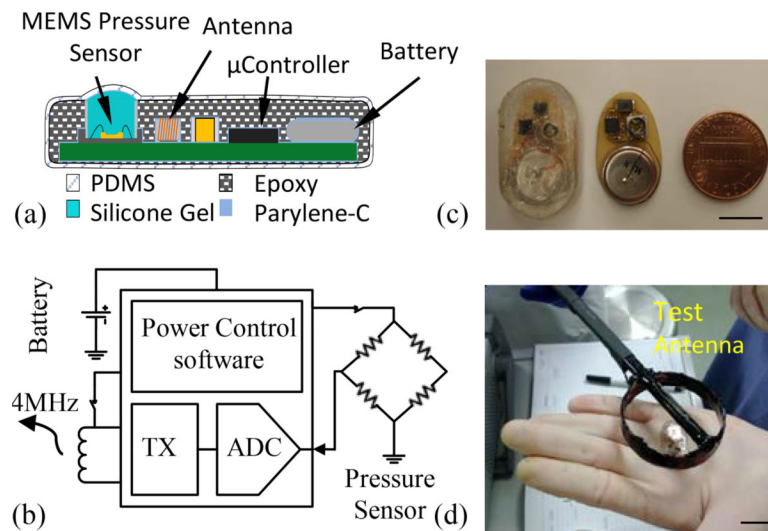 MEMS Pressure
Sensor
Antenna
µController
Battery
PDMS
Epoxy
Silicone Gel
Parylene-C
(a)
(c)
Battery
Power Control
software
4MHz
TX
ADC
Pressure
Sensor
(b)
Test
Antenna
(d)